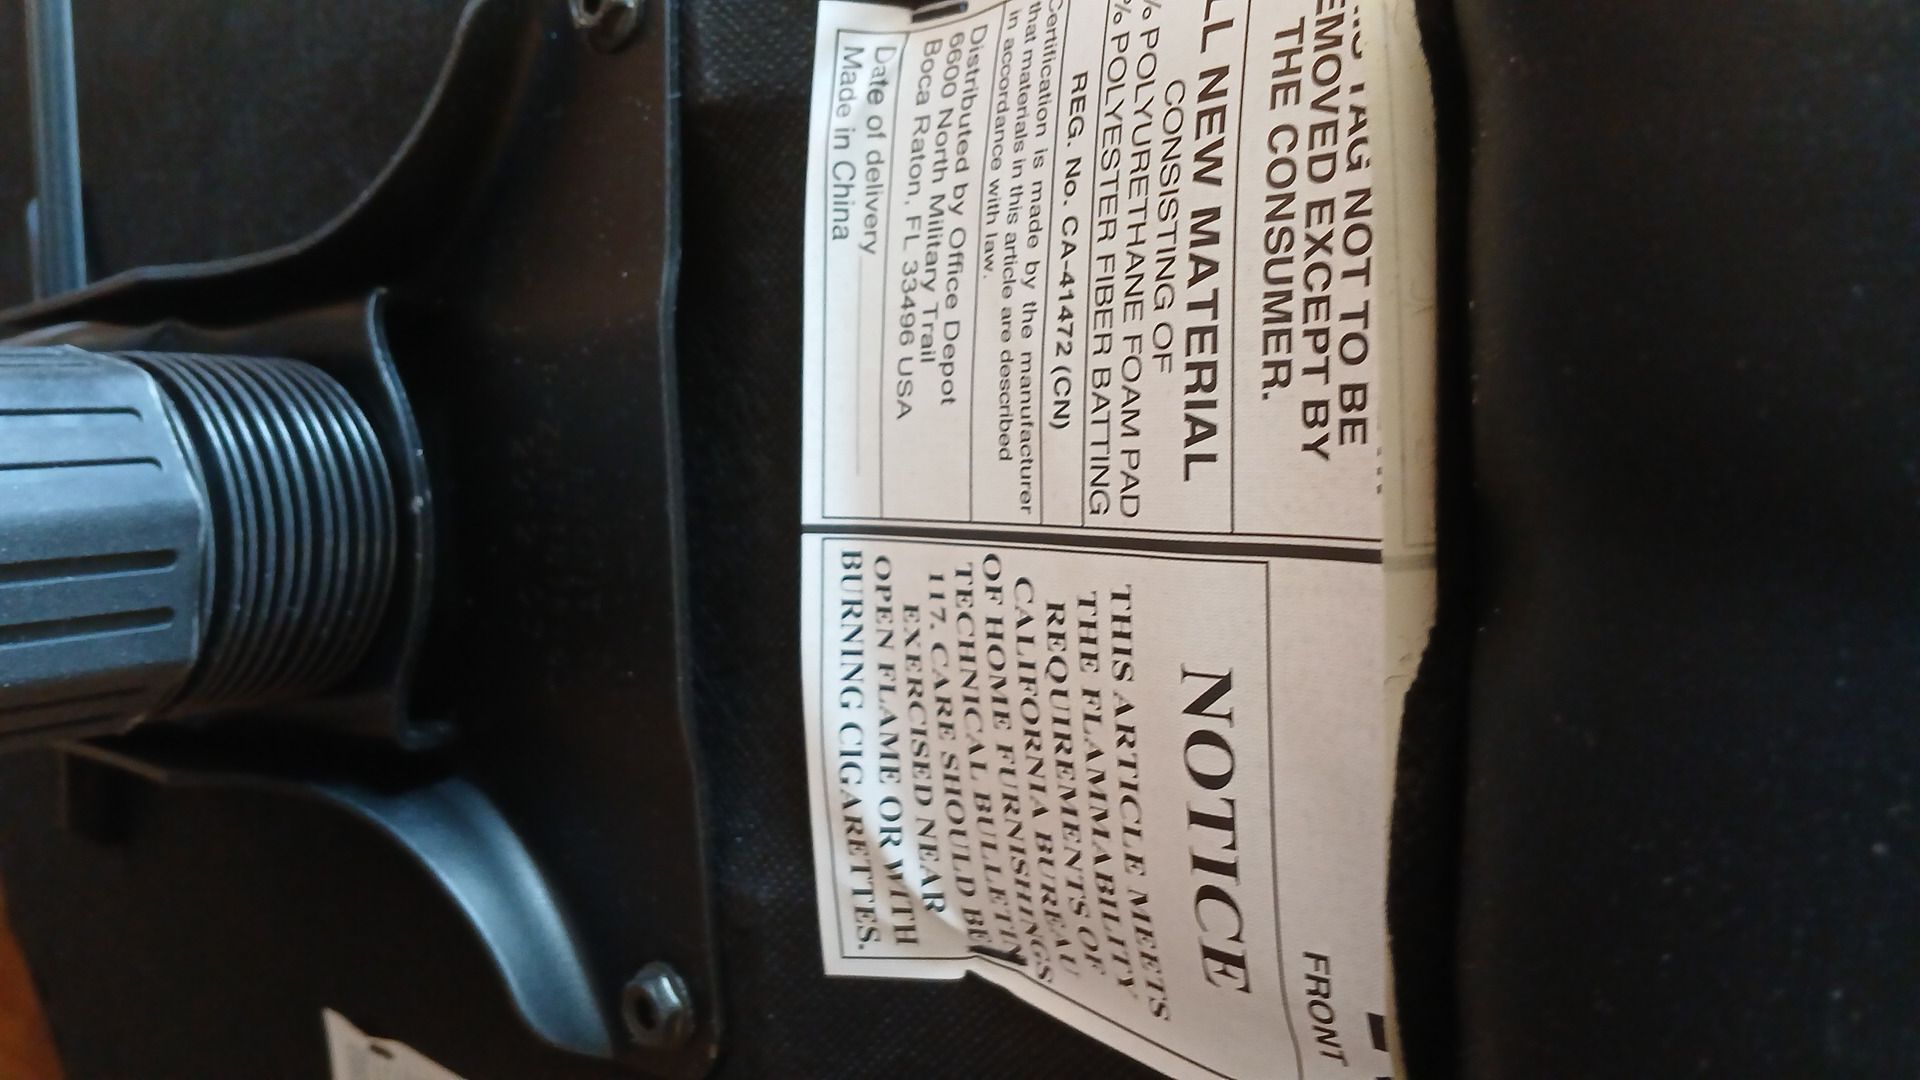 TAG NOT TO BE
EMOVED EXCEPT BY
THE CONSUMER.
LL NEW MATERIAL
CONSISTING OF
% POLYURETHANE FOAM PAD
% POLYESTER FIBER BATTING
REG. No. CA-41472 (CN)
Certification is made by the manufacturer
that materials in this article are described
in accordance with law.
Distributed by Office Depot
6600 North Military Trail
Boca Raton, FL 33496 USA
Date of delivery
Made in China
FRONT
NOTICE
THIS ARTICLE MEETS
THE FLAMMABILITY
REQUIREMENTS OF
CALIFORNIA BUREAU
OF HOME FURNISHINGS
TECHNICAL BULLETIN
117. CARE SHOULD BE
EXERCISED NEAR
OPEN FLAME OR WITH
BURNING CIGARETTES.